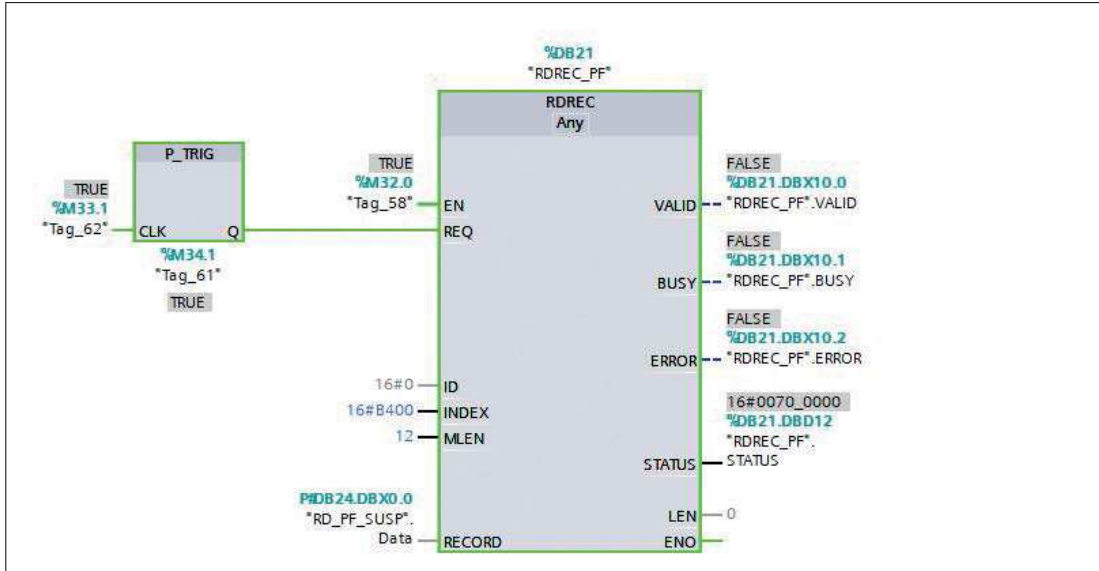 %DB21
"RDREC_PF"
RDREC
Any
P_TRIG
TRUE
%M33.1
"Tag_62"
CLK
Q
%M34.1
"Tag_61"
TRUE
TRUE
%M32.0
"Tag_58"
EN
REQ
16#0
ID
16#B400
INDEX
12
MLEN
P#DB24.DBX0.0
"RD_PF_SUSP".
Data
RECORD
FALSE
%DB21.DBX10.0
VALID
"RDREC_PF".VALID
FALSE
%DB21.DBX10.1
BUSY
"RDREC_PF".BUSY
FALSE
%DB21.DBX10.2
ERROR
"RDREC_PF".ERROR
16#0070_0000
%DB21.DBD12
"RDREC_PF".
STATUS
STATUS
LEN
0
ENO